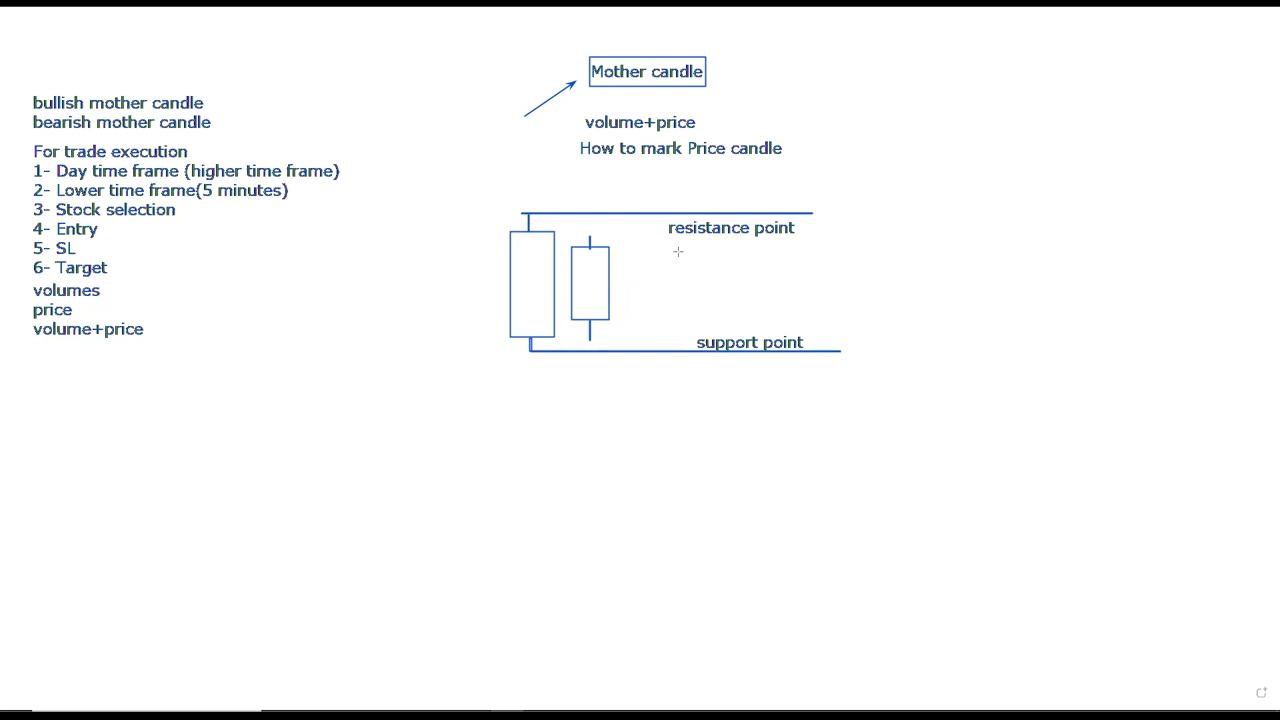 Mother candle
bullish mother candle
bearish mother candle
volume+price
How to mark Price candle
For trade execution
1- Day time frame (higher time frame)
2- Lower time frame(5 minutes)
3- Stock selection
4- Entry
5- SL
6- Target
volumes
price
volume+price
resistance point
support point